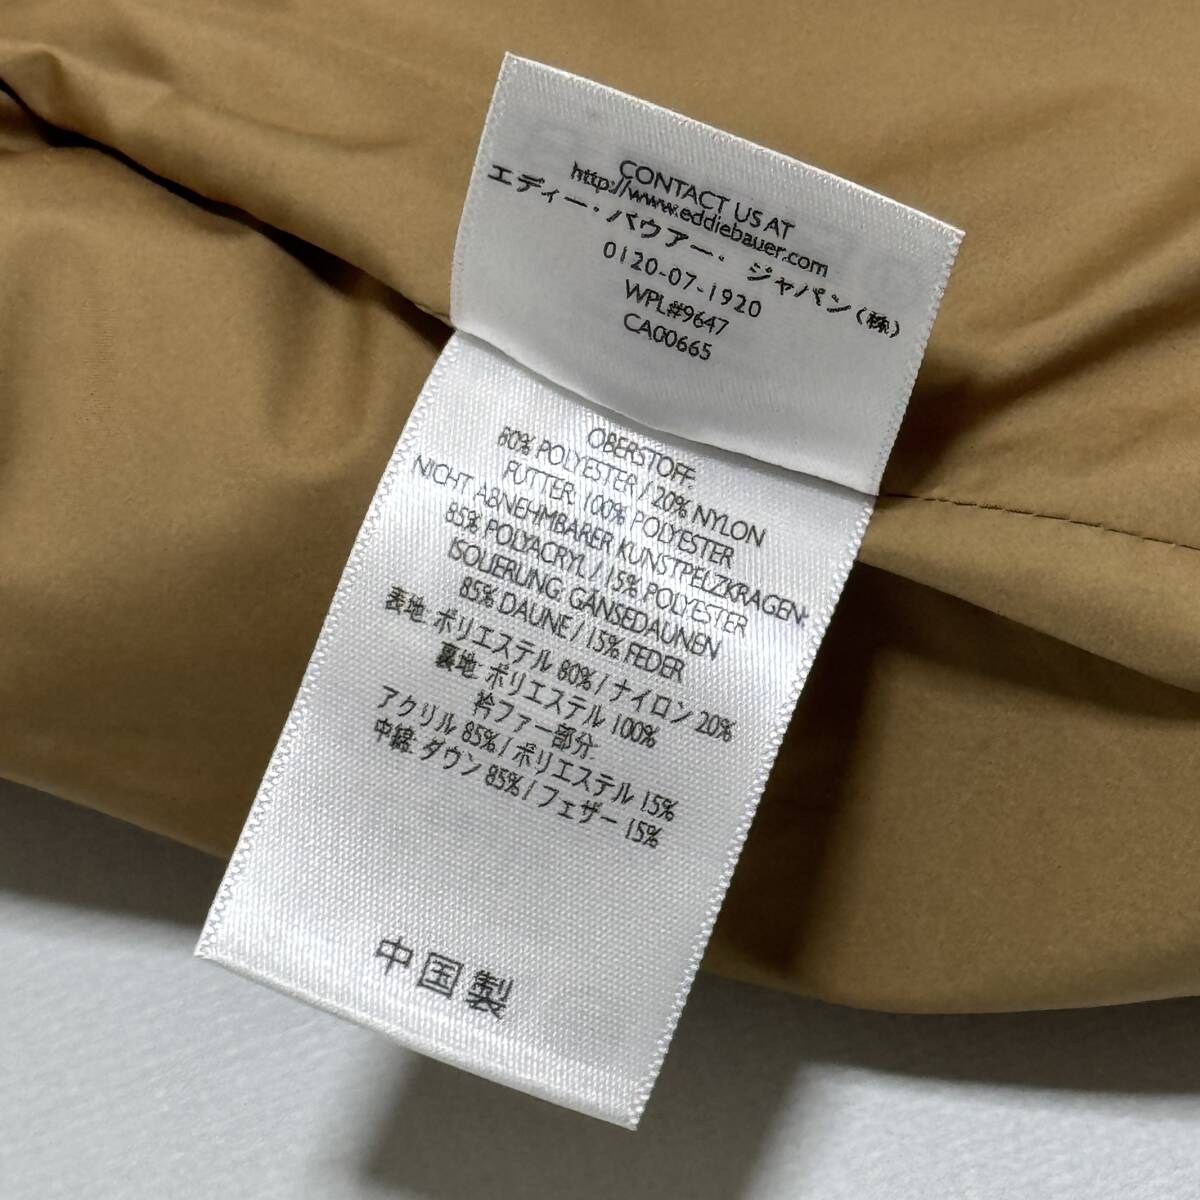 CONTACT US AT
http://www.eddiebauer.com
エディー・バウアー・ジャパン(株)
0120-07-1920
WPL#9647
CA00665
OBERSTOFF:
80% POLYESTER / 20% NYLON
FUTTER: 100% POLYESTER
NICHT ABNEHMBARER KUNSTPELZKRAGEN:
85% POLYACRYL / 15% POLYESTER
ISOLIERUNG: GÄNSEDAUNEN
85% DAUNE / 15% FEDER
表地: ポリエステル 80% / ナイロン 20%
裏地: ポリエステル 100%
衿ファー部分:
アクリル 85% / ポリエステル 15%
中綿: ダウン 85% / フェザー 15%
中国製